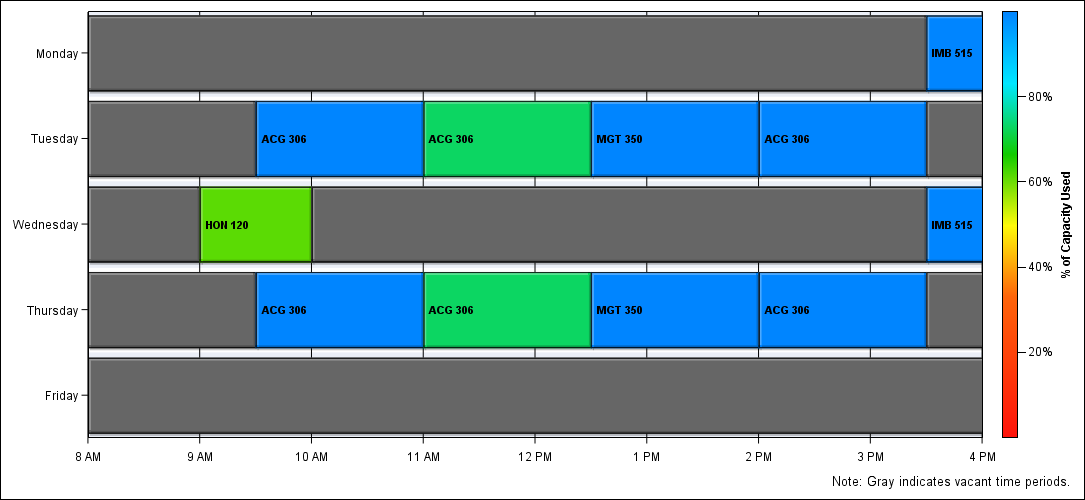 Monday
IMB 515
Tuesday
ACG 306
ACG 306
MGT 350
ACG 306
Wednesday
HON 120
IMB 515
Thursday
ACG 306
ACG 306
MGT 350
ACG 306
Friday
8 AM
9 AM
10 AM
11 AM
12 PM
1 PM
2 PM
3 PM
4 PM
80%
60%
40%
20%
% of Capacity Used
Note: Gray indicates vacant time periods.